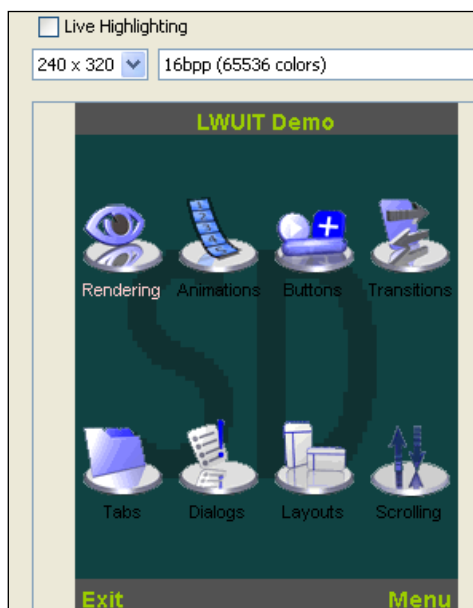 Live Highlighting
240 x 320 16bpp (65536 colors)
LWUIT Demo
SD
Rendering Animations Buttons Transitions
Tabs Dialogs Layouts Scrolling
Exit Menu